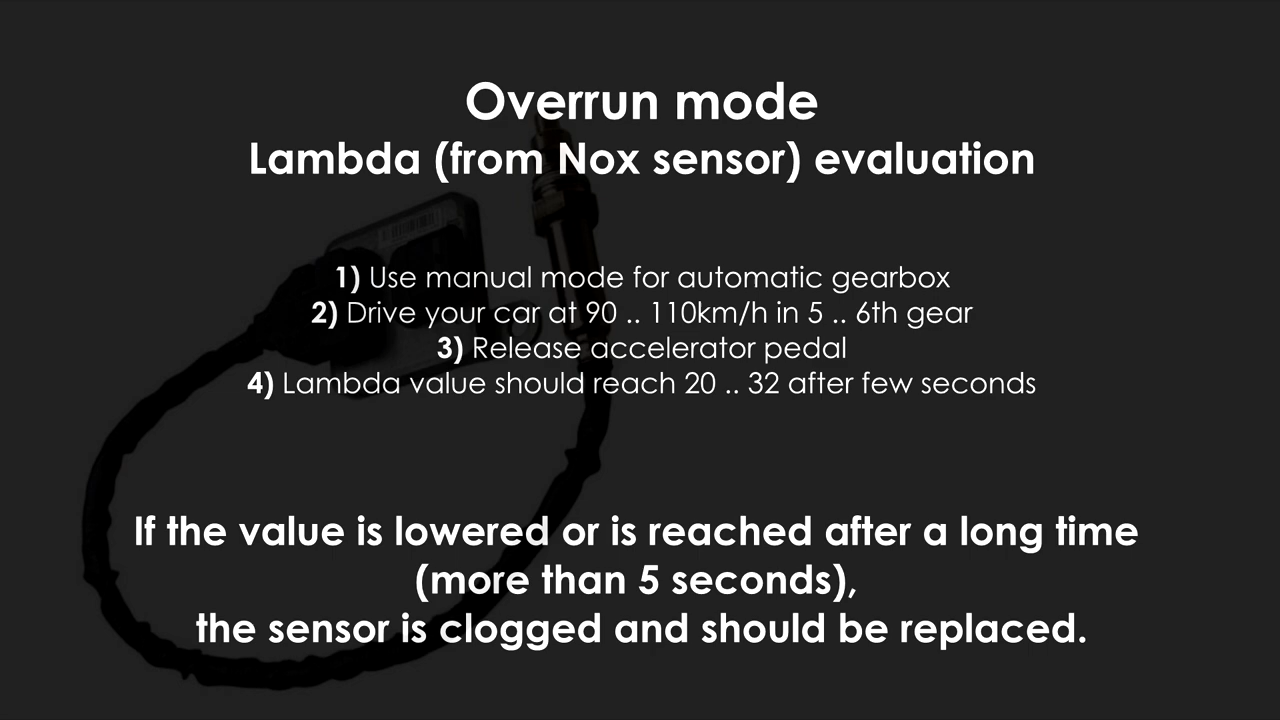 Overrun mode
Lambda (from Nox sensor) evaluation
1) Use manual mode for automatic gearbox
2) Drive your car at 90 .. 110km/h in 5 .. 6th gear
3) Release accelerator pedal
4) Lambda value should reach 20 .. 32 after few seconds
If the value is lowered or is reached after a long time
(more than 5 seconds),
the sensor is clogged and should be replaced.